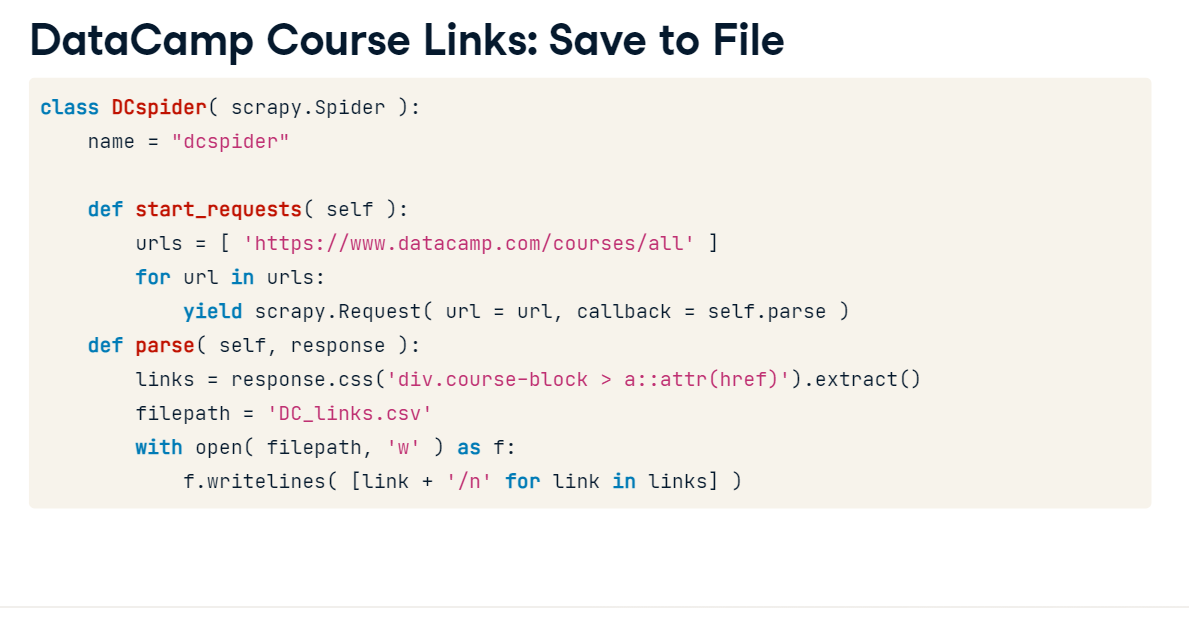 DataCamp Course Links: Save to File
class DCspider( scrapy.Spider ):
    name = "dcspider"
    def start_requests( self ):
        urls = [ 'https://www.datacamp.com/courses/all' ]
        for url in urls:
            yield scrapy.Request( url = url, callback = self.parse )
    def parse( self, response ):
        links = response.css('div.course-block > a::attr(href)').extract()
        filepath = 'DC_links.csv'
        with open( filepath, 'w' ) as f:
            f.writelines( [link + '/n' for link in links] )